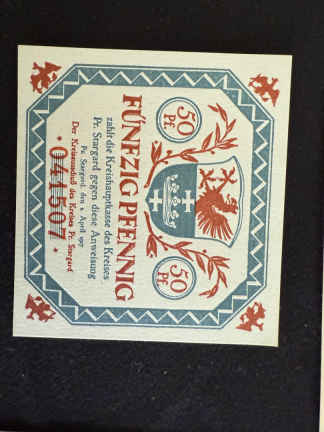 50
Pf.
50
Pf.
FÜNFZIG PFENNIG
zahlt die Kreishauptkasse des Kreises
Pr. Stargard gegen diese Anweisung
Pr. Stargard, den 1. April
Der Kreisausschuß des Kreises Pr. Stargard
* 041507 *